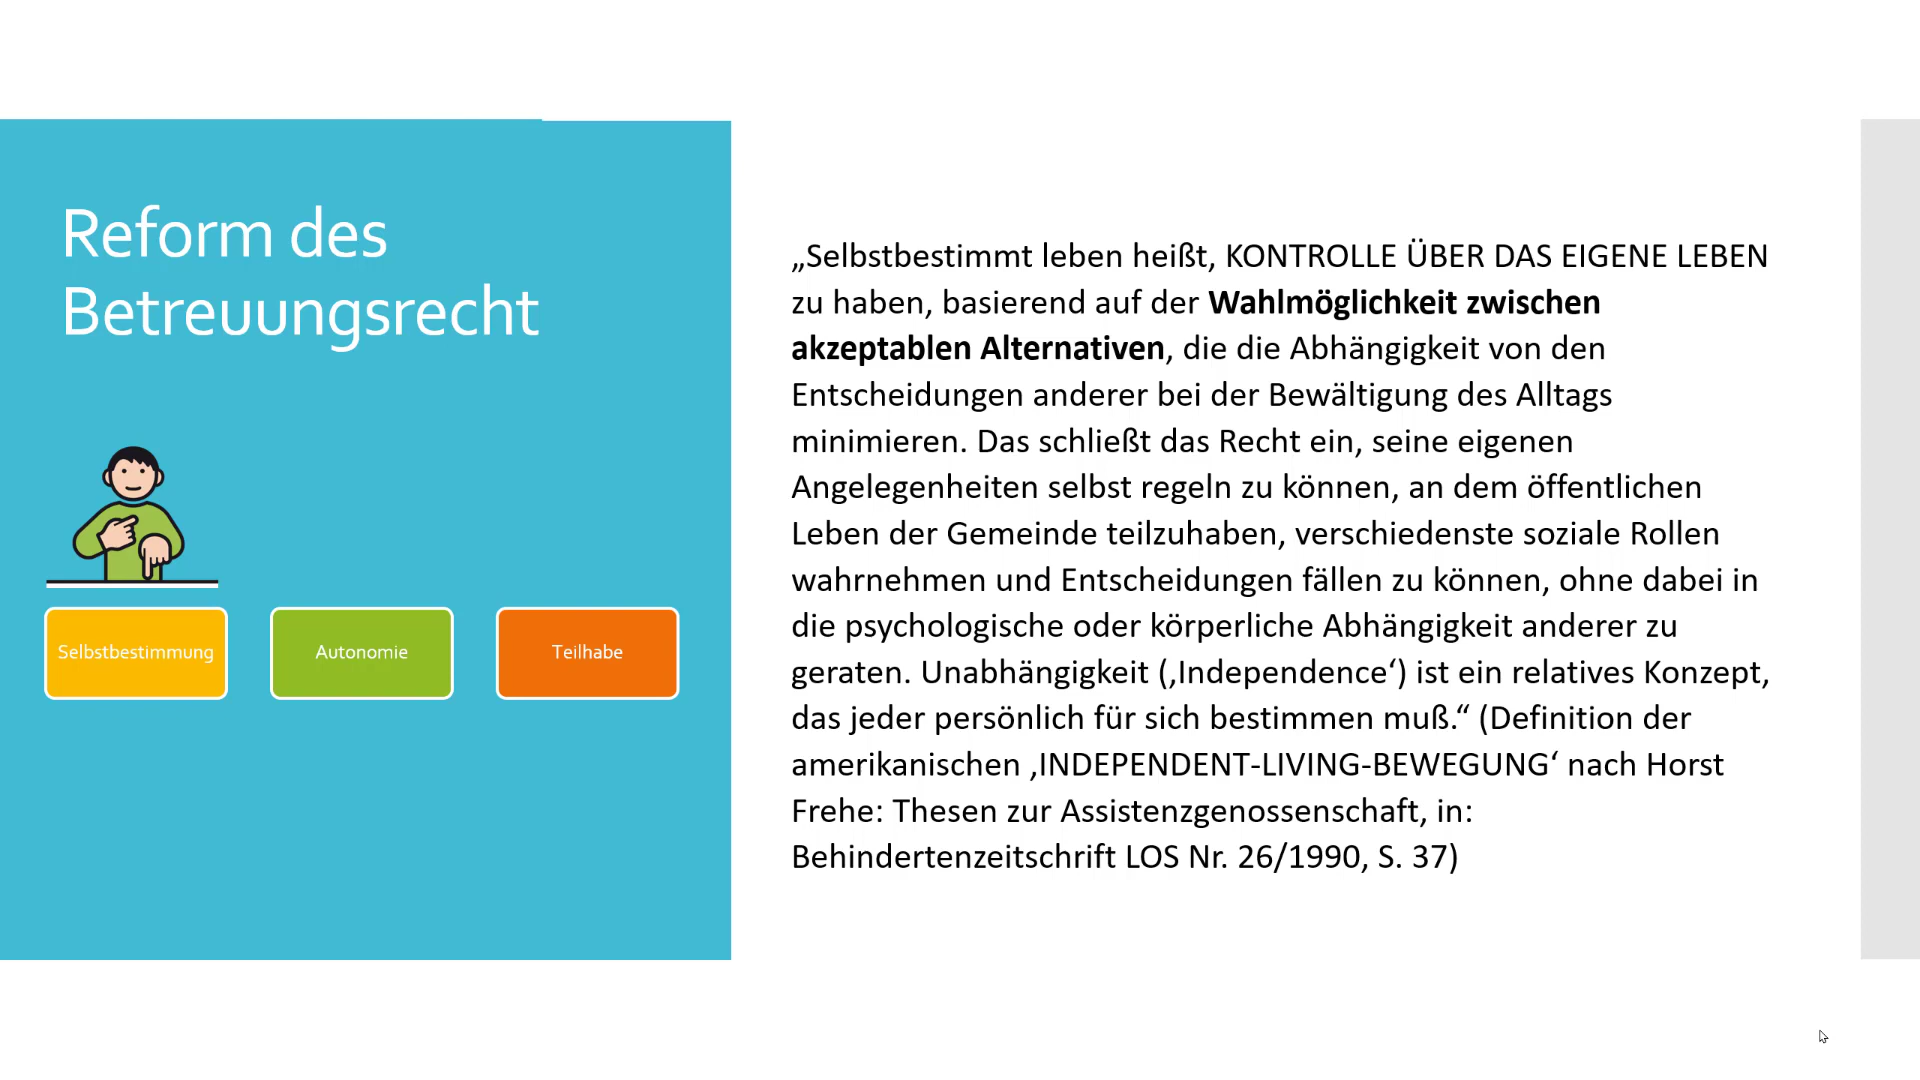 Reform des
Betreuungsrecht
Selbstbestimmung
Autonomie
Teilhabe
„Selbstbestimmt leben heißt, KONTROLLE ÜBER DAS EIGENE LEBEN
zu haben, basierend auf der Wahlmöglichkeit zwischen
akzeptablen Alternativen, die die Abhängigkeit von den
Entscheidungen anderer bei der Bewältigung des Alltags
minimieren. Das schließt das Recht ein, seine eigenen
Angelegenheiten selbst regeln zu können, an dem öffentlichen
Leben der Gemeinde teilzuhaben, verschiedenste soziale Rollen
wahrnehmen und Entscheidungen fällen zu können, ohne dabei in
die psychologische oder körperliche Abhängigkeit anderer zu
geraten. Unabhängigkeit (‚Independence‘) ist ein relatives Konzept,
das jeder persönlich für sich bestimmen muß.“ (Definition der
amerikanischen ‚INDEPENDENT-LIVING-BEWEGUNG‘ nach Horst
Frehe: Thesen zur Assistenzgenossenschaft, in:
Behindertenzeitschrift LOS Nr. 26/1990, S. 37)